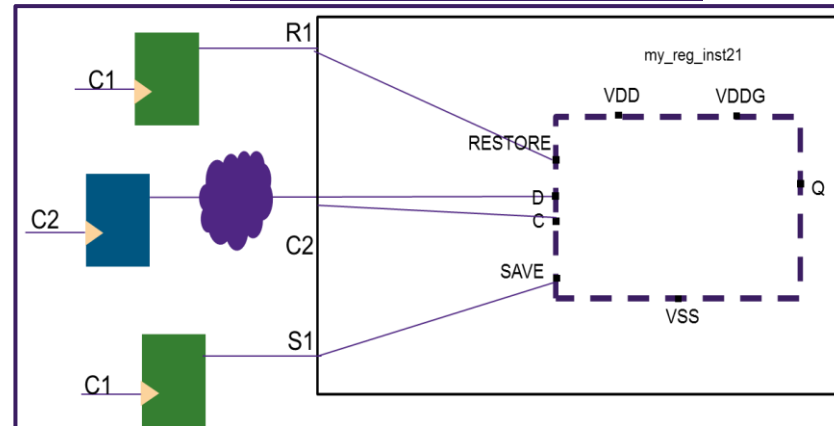 R1
my_reg_inst21
C1
VDD
VDDG
RESTORE
D
Q
C2
C
C2
SAVE
VSS
S1
C1